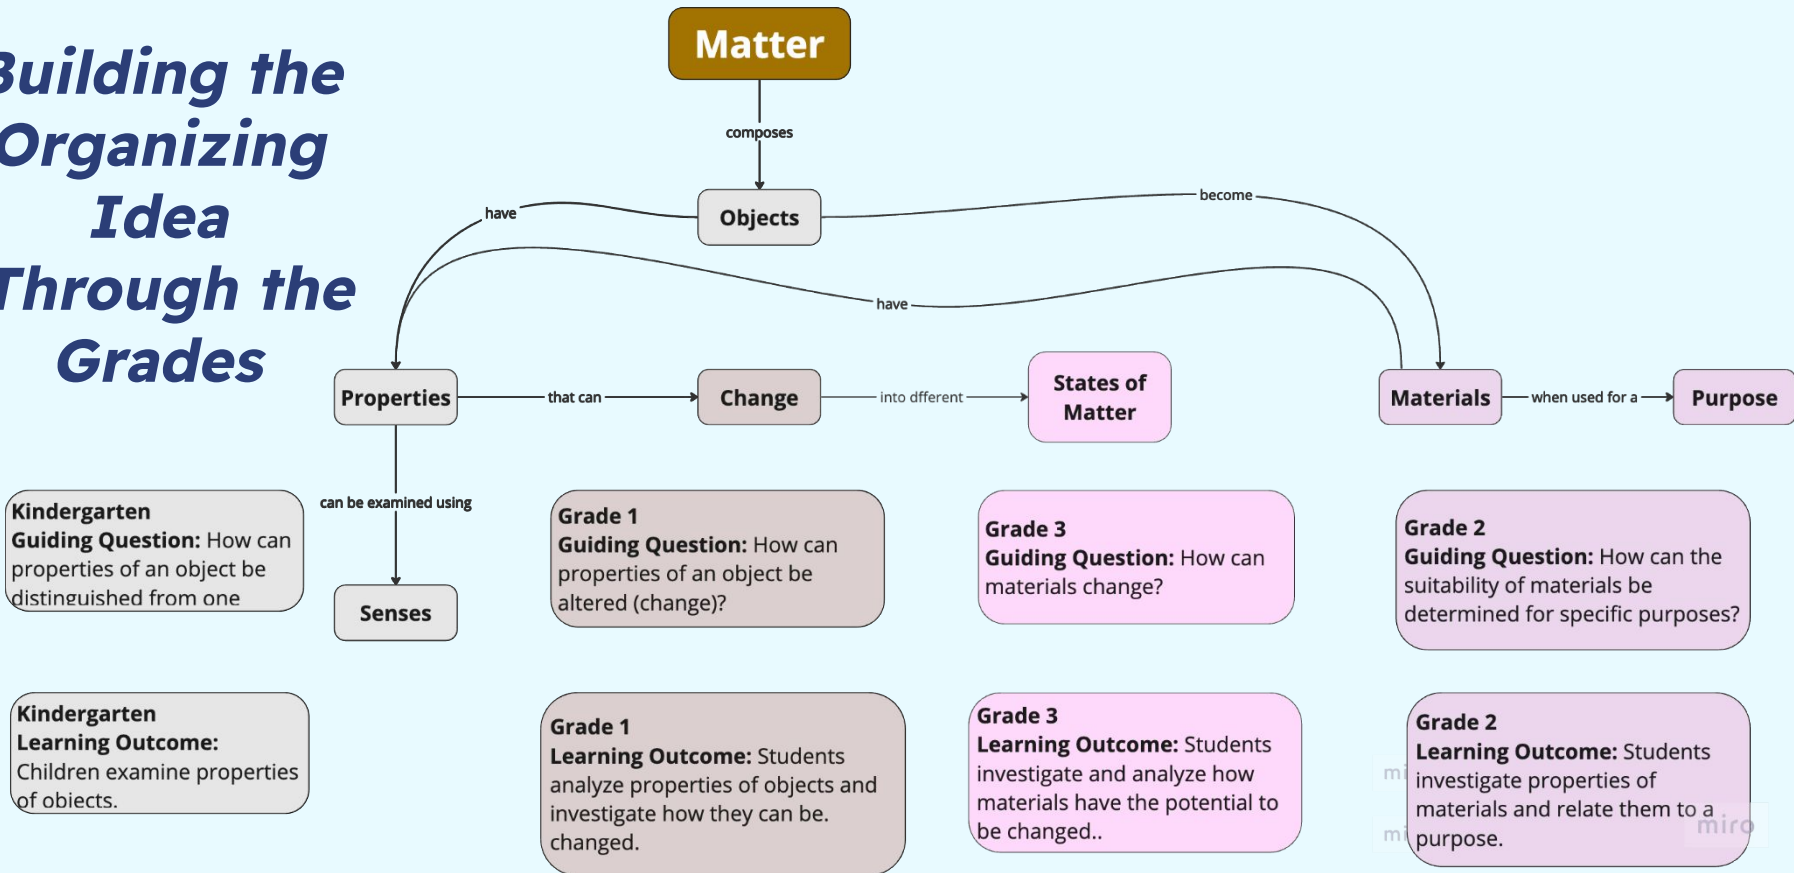 Building the
Organizing
Idea
Through the
Grades
Matter
composes
Objects
have
become
have
Properties
that can
Change
into dfferent
States of
Matter
Materials
when used for a
Purpose
can be examined using
Senses
Kindergarten
Guiding Question: How can
properties of an object be
distinguished from one
Grade 1
Guiding Question: How can
properties of an object be
altered (change)?
Grade 3
Guiding Question: How can
materials change?
Grade 2
Guiding Question: How can the
suitability of materials be
determined for specific purposes?
Kindergarten
Learning Outcome:
Children examine properties
of objects.
Grade 1
Learning Outcome: Students
analyze properties of objects and
investigate how they can be.
changed.
Grade 3
Learning Outcome: Students
investigate and analyze how
materials have the potential to
be changed..
Grade 2
Learning Outcome: Students
investigate properties of
materials and relate them to a
purpose.
mi
mi
miro